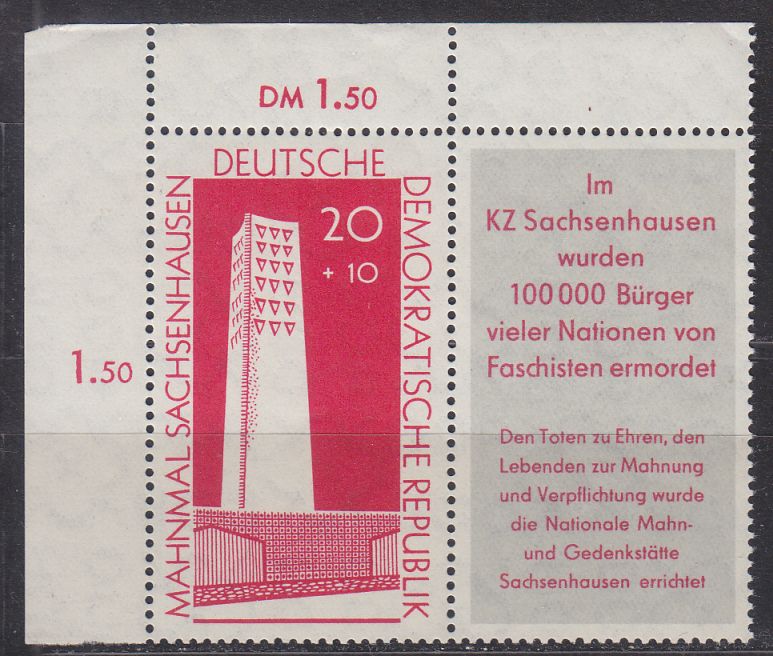 DM 1.50
1.50
DEUTSCHE
DEMOKRATISCHE REPUBLIK
MAHNMAL SACHSENHAUSEN
20
+ 10
Im
KZ Sachsenhausen
wurden
100 000 Bürger
vieler Nationen von
Faschisten ermordet
Den Toten zu Ehren, den
Lebenden zur Mahnung
und Verpflichtung wurde
die Nationale Mahn-
und Gedenkstätte
Sachsenhausen errichtet